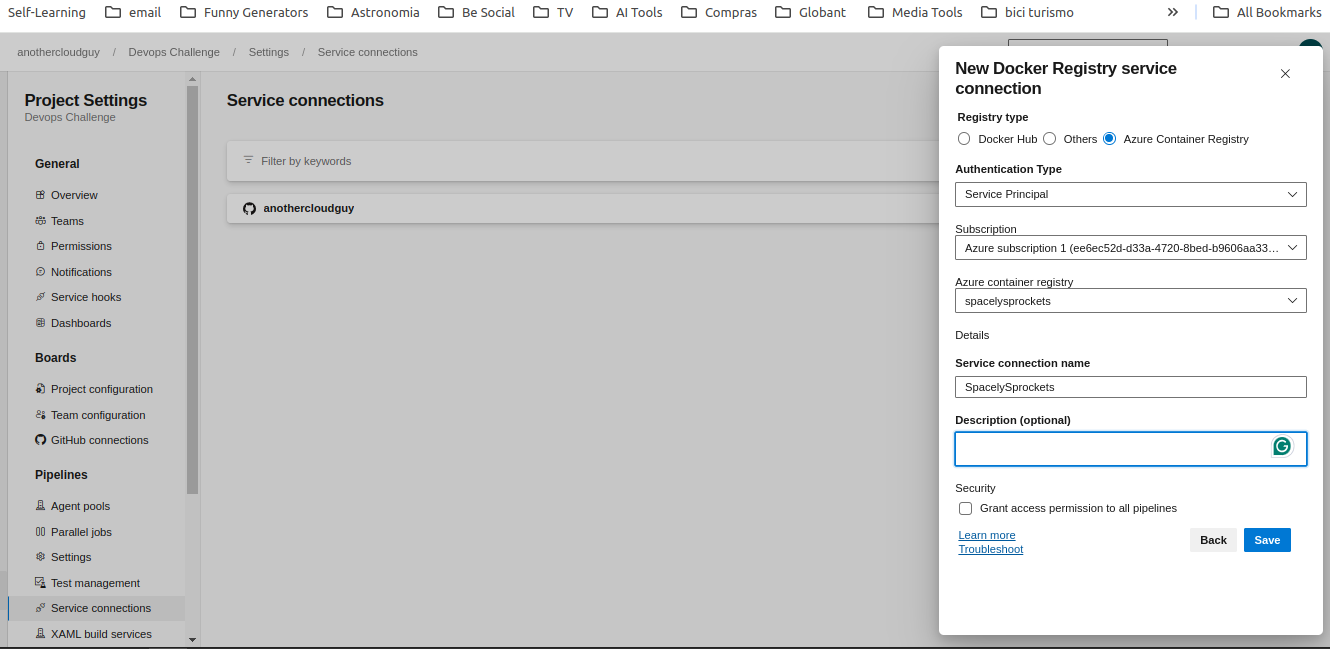 Self-Learning email Funny Generators Astronomia Be Social TV AI Tools Compras Globant Media Tools bici turismo » All Bookmarks
anothercloudguy / Devops Challenge / Settings / Service connections
Project Settings
Devops Challenge
General
Overview
Teams
Permissions
Notifications
Service hooks
Dashboards
Boards
Project configuration
Team configuration
GitHub connections
Pipelines
Agent pools
Parallel jobs
Settings
Test management
Service connections
XAML build services
Service connections
Filter by keywords
anothercloudguy
New Docker Registry service
connection
Registry type
Docker Hub Others Azure Container Registry
Authentication Type
Service Principal
Subscription
Azure subscription 1 (ee6ec52d-d33a-4720-8bed-b9606aa33...
Azure container registry
spacelysprockets
Details
Service connection name
SpacelySprockets
Description (optional)
Security
Grant access permission to all pipelines
Learn more
Troubleshoot
Back Save